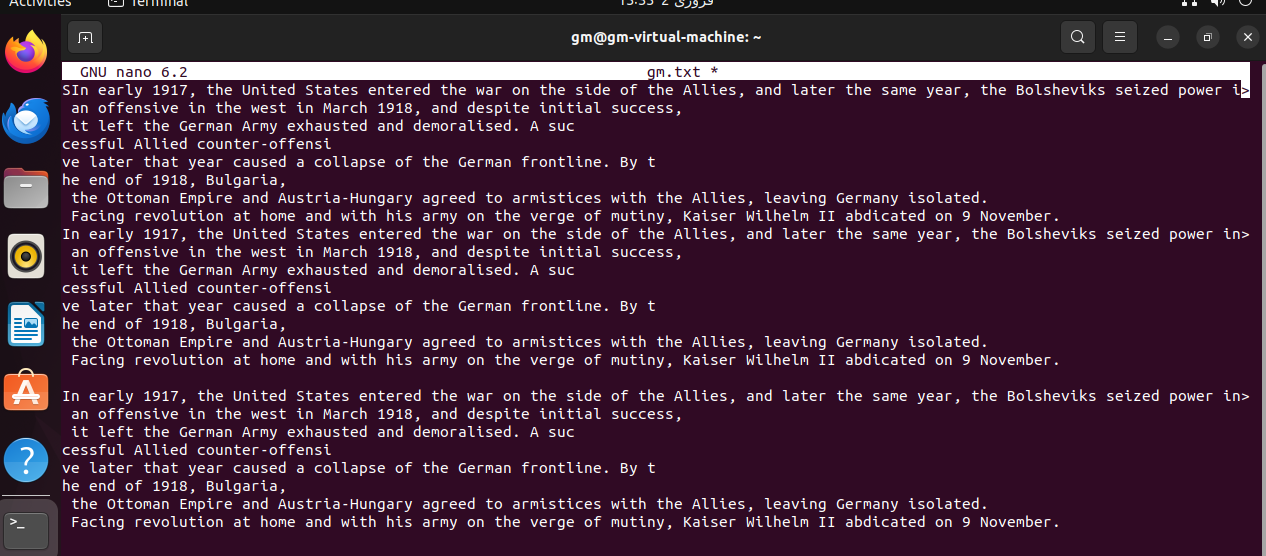 Activities Terminal 13:35 2 فروری
gm@gm-virtual-machine: ~
GNU nano 6.2 gm.txt *
SIn early 1917, the United States entered the war on the side of the Allies, and later the same year, the Bolsheviks seized power i>
an offensive in the west in March 1918, and despite initial success,
it left the German Army exhausted and demoralised. A suc
cessful Allied counter-offensi
ve later that year caused a collapse of the German frontline. By t
he end of 1918, Bulgaria,
the Ottoman Empire and Austria-Hungary agreed to armistices with the Allies, leaving Germany isolated.
Facing revolution at home and with his army on the verge of mutiny, Kaiser Wilhelm II abdicated on 9 November.
In early 1917, the United States entered the war on the side of the Allies, and later the same year, the Bolsheviks seized power in>
an offensive in the west in March 1918, and despite initial success,
it left the German Army exhausted and demoralised. A suc
cessful Allied counter-offensi
ve later that year caused a collapse of the German frontline. By t
he end of 1918, Bulgaria,
the Ottoman Empire and Austria-Hungary agreed to armistices with the Allies, leaving Germany isolated.
Facing revolution at home and with his army on the verge of mutiny, Kaiser Wilhelm II abdicated on 9 November.
In early 1917, the United States entered the war on the side of the Allies, and later the same year, the Bolsheviks seized power in>
an offensive in the west in March 1918, and despite initial success,
it left the German Army exhausted and demoralised. A suc
cessful Allied counter-offensi
ve later that year caused a collapse of the German frontline. By t
he end of 1918, Bulgaria,
the Ottoman Empire and Austria-Hungary agreed to armistices with the Allies, leaving Germany isolated.
Facing revolution at home and with his army on the verge of mutiny, Kaiser Wilhelm II abdicated on 9 November.